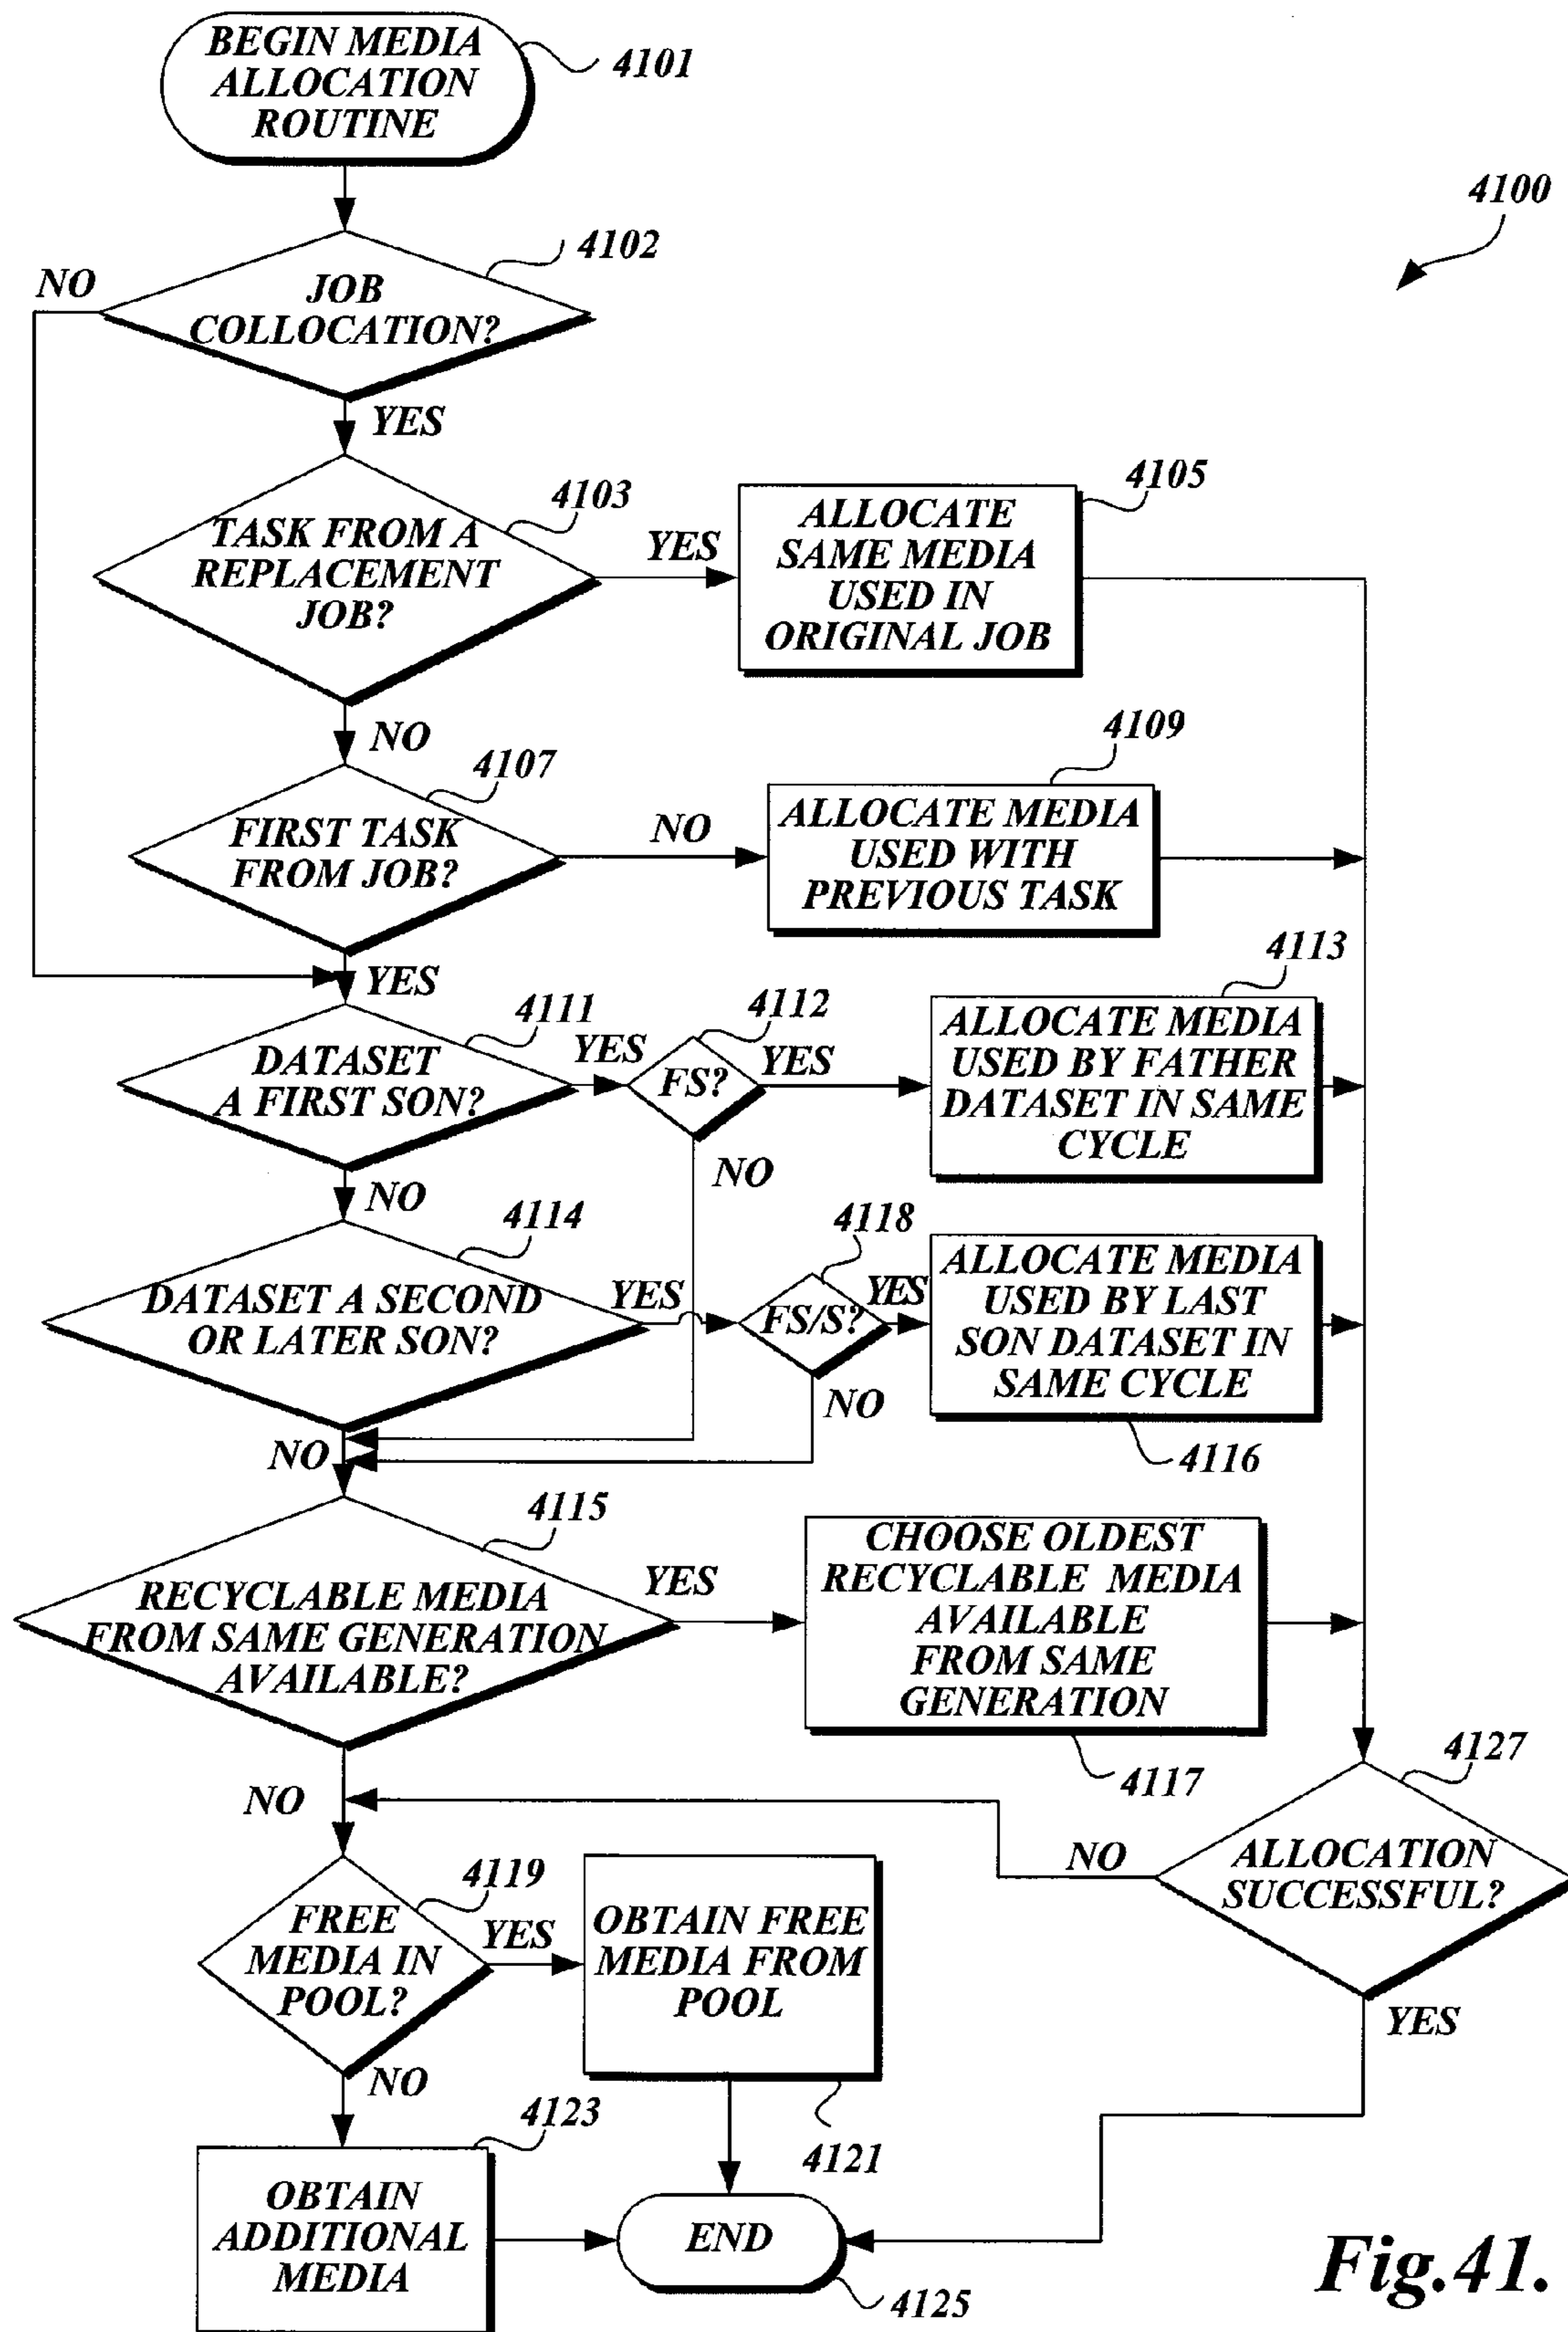 BEGIN MEDIA
ALLOCATION
ROUTINE
4101
4100
4102
NO
JOB
COLLOCATION?
YES
4103
TASK FROM A
REPLACEMENT
JOB?
YES
4105
ALLOCATE
SAME MEDIA
USED IN
ORIGINAL JOB
NO
4107
FIRST TASK
FROM JOB?
NO
4109
ALLOCATE MEDIA
USED WITH
PREVIOUS TASK
YES
4111
DATASET
A FIRST SON?
YES
4112
FS?
YES
4113
ALLOCATE MEDIA
USED BY FATHER
DATASET IN SAME
CYCLE
NO
NO
4114
DATASET A SECOND
OR LATER SON?
YES
4118
FS/S?
YES
ALLOCATE MEDIA
USED BY LAST
SON DATASET IN
SAME CYCLE
4116
NO
NO
4115
RECYCLABLE MEDIA
FROM SAME GENERATION
AVAILABLE?
YES
CHOOSE OLDEST
RECYCLABLE MEDIA
AVAILABLE
FROM SAME
GENERATION
4117
4127
ALLOCATION
SUCCESSFUL?
NO
YES
NO
4119
FREE
MEDIA IN
POOL?
YES
OBTAIN FREE
MEDIA FROM
POOL
4121
NO
4123
OBTAIN
ADDITIONAL
MEDIA
END
4125
Fig.41.